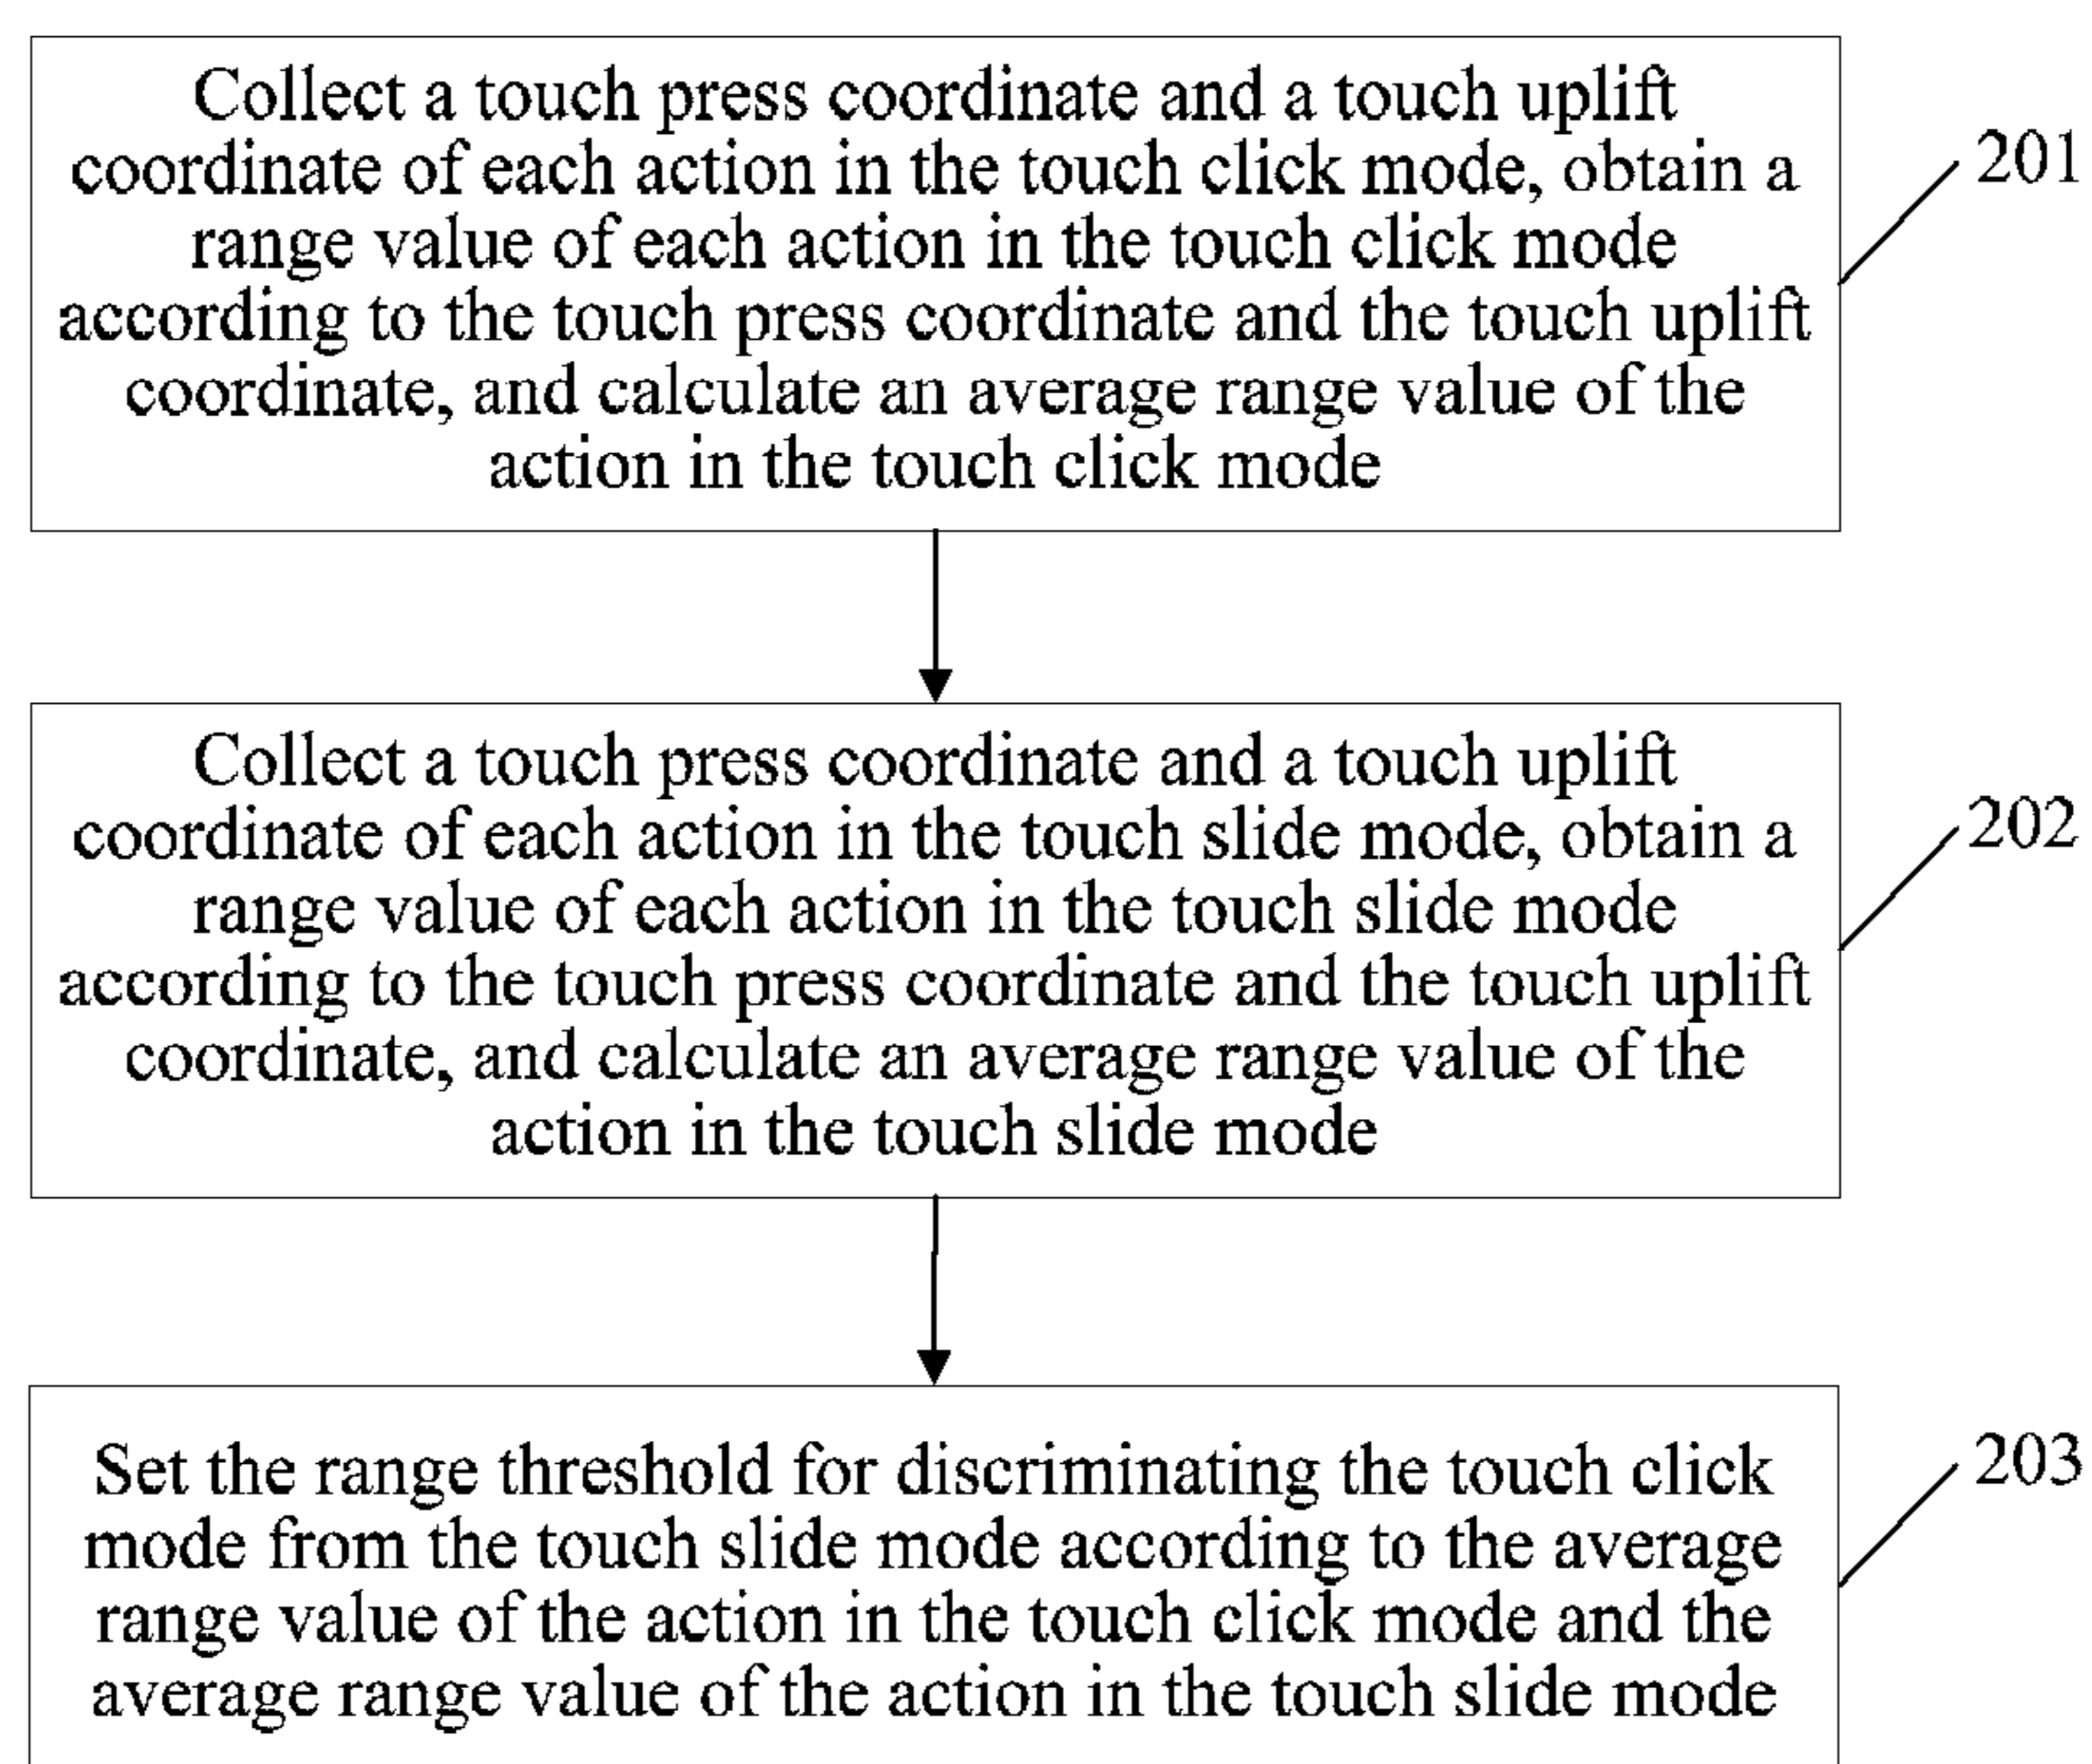 Collect a touch press coordinate and a touch uplift
coordinate of each action in the touch click mode, obtain a
range value of each action in the touch click mode
according to the touch press coordinate and the touch uplift
coordinate, and calculate an average range value of the
action in the touch click mode
201
Collect a touch press coordinate and a touch uplift
coordinate of each action in the touch slide mode, obtain a
range value of each action in the touch slide mode
according to the touch press coordinate and the touch uplift
coordinate, and calculate an average range value of the
action in the touch slide mode
202
Set the range threshold for discriminating the touch click
mode from the touch slide mode according to the average
range value of the action in the touch click mode and the
average range value of the action in the touch slide mode
203